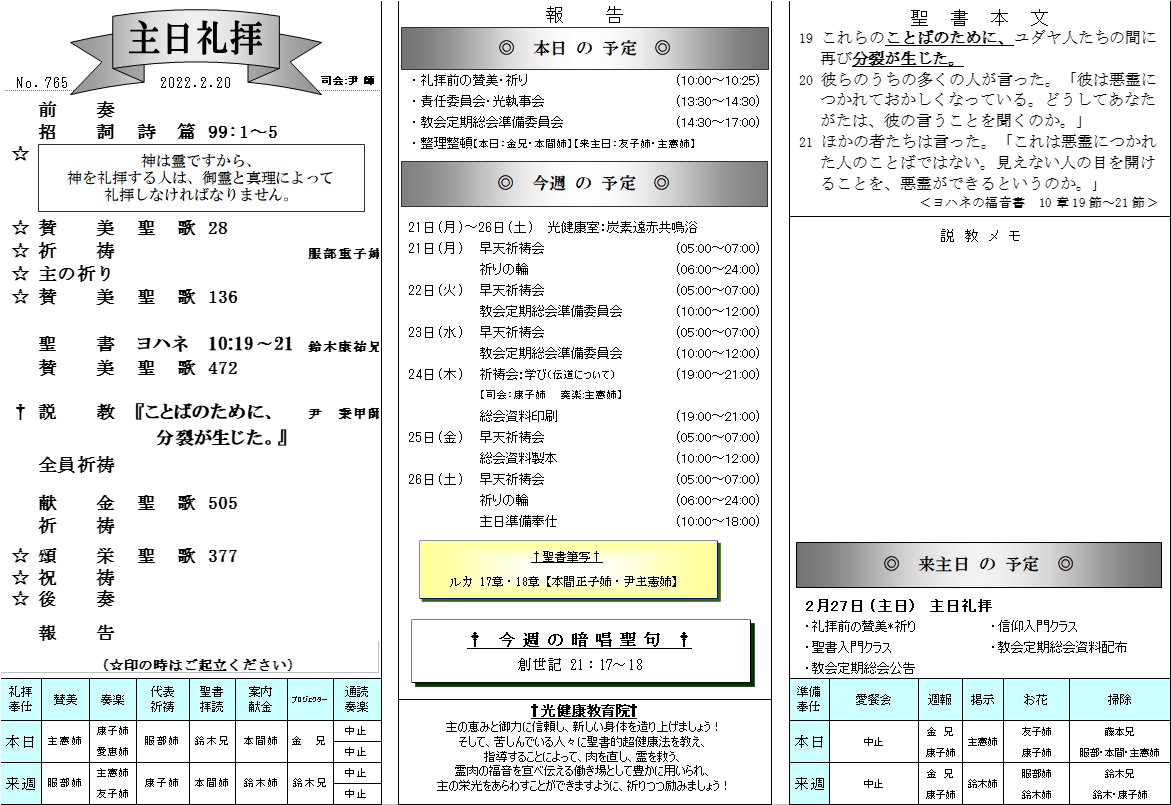 主日礼拝
No. 765
2022.2.20
司会:尹 師
前 奏
招 詞 詩 篇 99：1～5
☆
神は霊ですから、
神を礼拝する人は、御霊と真理によって
礼拝しなければなりません。
☆ 賛 美 聖 歌 28
☆ 祈 祷 服部重子姉
☆ 主の祈り
☆ 賛 美 聖 歌 136
聖 書 ヨハネ 10:19～21 鈴木康祐兄
賛 美 聖 歌 472
† 説 教 『ことばのために、 尹 秉甲師
分裂が生じた。』
全員祈祷
献 金 聖 歌 505
祈 祷
☆ 頌 栄 聖 歌 377
☆ 祝 祷
☆ 後 奏
報 告
(☆印の時はご起立ください)
礼拝奉仕 賛美 奏楽 代表祈祷 聖書拝読 案内献金 プロジェクター 通読奏楽
本日 主憲姉 康子姉 愛恵姉 服部姉 鈴木兄 本間姉 金 兄 中止 中止
来週 服部姉 主憲姉 友子姉 康子姉 本間姉 鈴木姉 鈴木兄 中止 中止
報 告
◎ 本日 の 予定 ◎
・礼拝前の賛美・祈り (10:00～10:25)
・責任委員会・光執事会 (13:30～14:30)
・教会定期総会準備委員会 (14:30～17:00)
・整理整頓【本日：金兄・本間姉】【来主日：友子姉・主憲姉】
◎ 今週 の 予定 ◎
21日(月)～26日(土) 光健康室:炭素遠赤共鳴浴
21日(月) 早天祈祷会 (05:00～07:00)
祈りの輪 (06:00～24:00)
22日(火) 早天祈祷会 (05:00～07:00)
教会定期総会準備委員会 (10:00～12:00)
23日(水) 早天祈祷会 (05:00～07:00)
教会定期総会準備委員会 (10:00～12:00)
24日(木) 祈祷会:学び(伝道について) (19:00～21:00)
【司会：康子姉 奏楽:主憲姉】
総会資料印刷 (19:00～21:00)
25日(金) 早天祈祷会 (05:00～07:00)
総会資料製本 (10:00～12:00)
26日(土) 早天祈祷会 (05:00～07:00)
祈りの輪 (06:00～24:00)
主日準備奉仕 (10:00～18:00)
†聖書筆写†
ルカ 17章・18章【本間正子姉・尹主憲姉】
† 今週の暗唱聖句 †
創世記 21：17～18
†光健康教育院†
主の恵みと御力に信頼し、新しい身体を造り上げましょう！
そして、苦しんでいる人々に聖書的超健康法を教え、
指導することによって、肉を直し、霊を救う、
霊肉の福音を宣べ伝える働き場として豊かに用いられ、
主の栄光をあらわすことができますように、祈りつつ励みましょう！
聖 書 本 文
19 これらのことばのために、ユダヤ人たちの間に
再び分裂が生じた。
20 彼らのうちの多くの人が言った。「彼は悪霊に
つかれておかしくなっている。どうしてあなた
がたは、彼の言うことを聞くのか。」
21 ほかの者たちは言った。「これは悪霊につかれ
た人のことばではない。見えない人の目を開け
ることを、悪霊ができるというのか。」
＜ヨハネの福音書 10章19節～21節＞
説 教 メ モ
◎ 来主日 の 予定 ◎
2月27日(主日) 主日礼拝
・礼拝前の賛美*祈り ・信仰入門クラス
・聖書入門クラス ・教会定期総会資料配布
・教会定期総会公告
準備奉仕 愛餐会 週報 掲示 お花 掃除
本日 中止 金 兄 康子姉 主憲姉 友子姉 康子姉 藤本兄 服部・本間・主憲姉
来週 中止 金 兄 康子姉 鈴木姉 服部姉 鈴木姉 鈴木兄 鈴木・康子姉